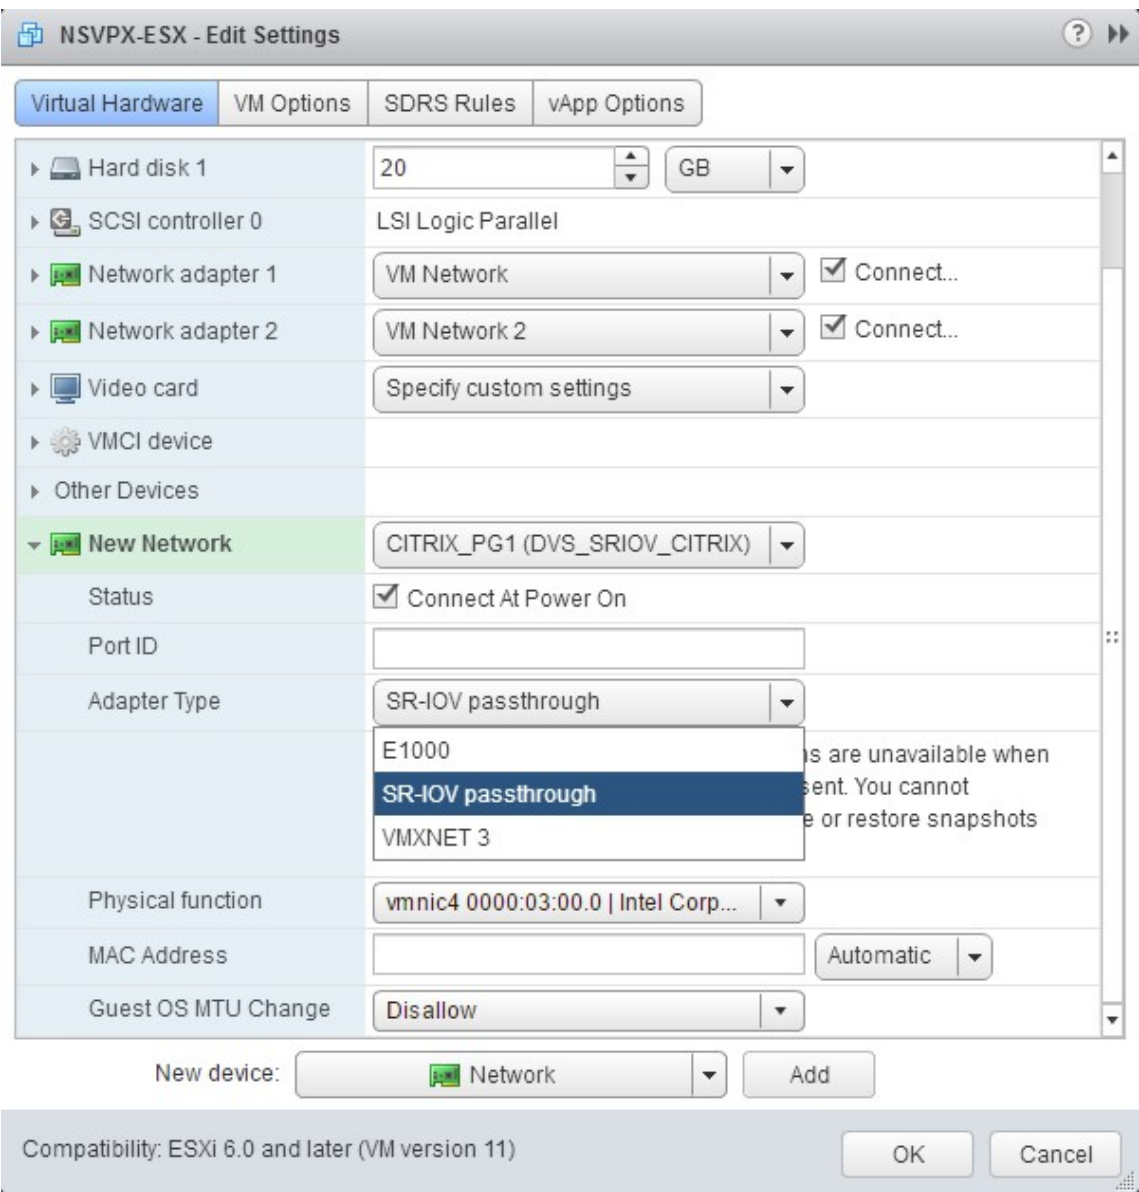 NSVPX-ESX - Edit Settings ?
Virtual Hardware VM Options SDRS Rules vApp Options
Hard disk 1 20 GB
SCSI controller 0 LSI Logic Parallel
Network adapter 1 VM Network Connect...
Network adapter 2 VM Network 2 Connect...
Video card Specify custom settings
VMCI device
Other Devices
New Network CITRIX_PG1 (DVS_SRIOV_CITRIX)
Status Connect At Power On
Port ID
Adapter Type SR-IOV passthrough
E1000 are unavailable when
SR-IOV passthrough You cannot
VMXNET 3 or restore snapshots
Physical function vmnic4 0000:03:00.0 | Intel Corp...
MAC Address Automatic
Guest OS MTU Change Disallow
New device: Network Add
Compatibility: ESXi 6.0 and later (VM version 11) OK Cancel